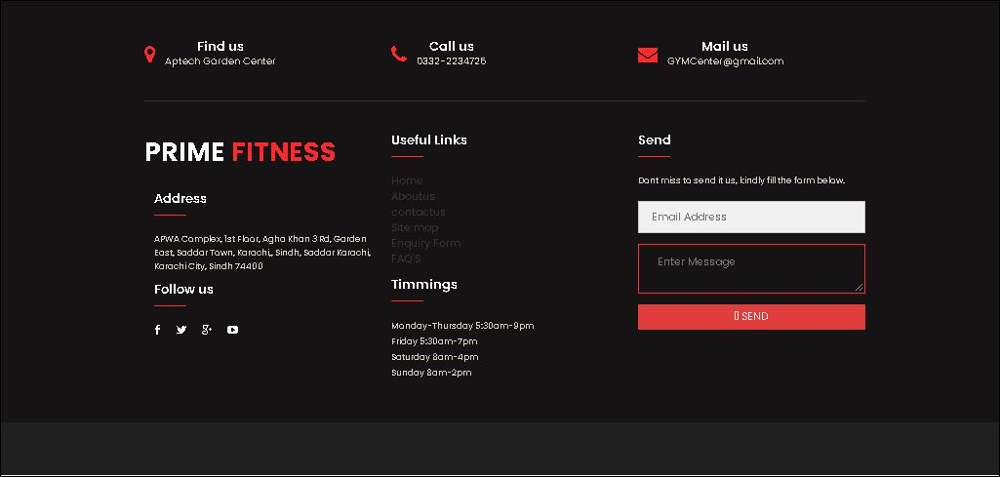 Find us
Aptech Garden Center
Call us
0332-2234725
Mail us
GYMCenter@gmail.com
PRIME FITNESS
Address
APWA Complex, 1st Floor, Agha Khan 3 Rd, Garden
East, Saddar Town, Karachi,, Sindh, Saddar Karachi,
Karachi City, Sindh 74400
Follow us
Useful Links
Home
Aboutus
contactus
Site map
Enquiry Form
FAQ'S
Timmings
Monday-Thursday 5:30am-9pm
Friday 5:30am-7pm
Saturday 8am-4pm
Sunday 8am-2pm
Send
Dont miss to send it us, kindly fill the form below.
Email Address
Enter Message
SEND